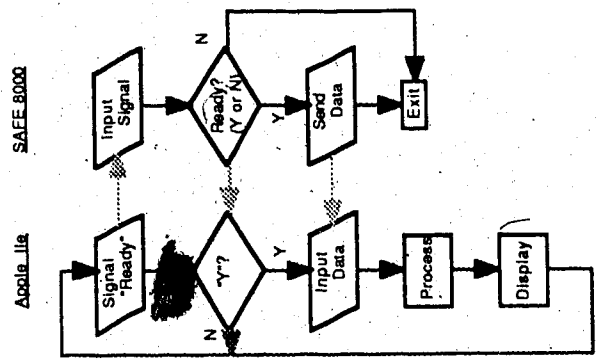 Apple IIe
Signal
"Ready"
"Y"?
N
Y
Input
Data
Process
Display
SAFE 8000
Input
Signal
Ready?
(Y or N)
N
Y
Send
Data
Exit